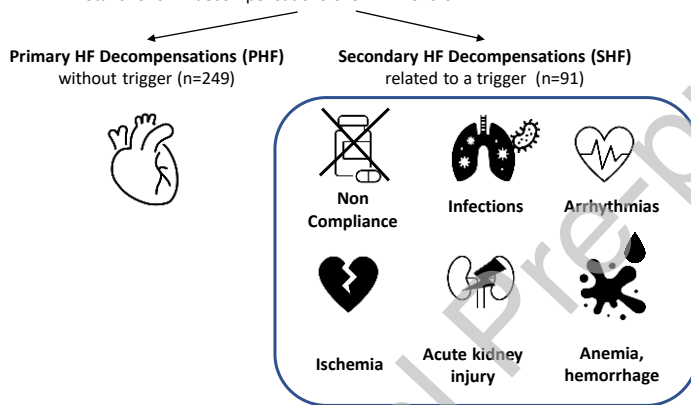 Primary HF Decompensations (PHF)
without trigger (n=249)
Secondary HF Decompensations (SHF)
related to a trigger (n=91)
Non
Compliance
Infections
Arrhythmias
Ischemia
Acute kidney
injury
Anemia,
hemorrhage